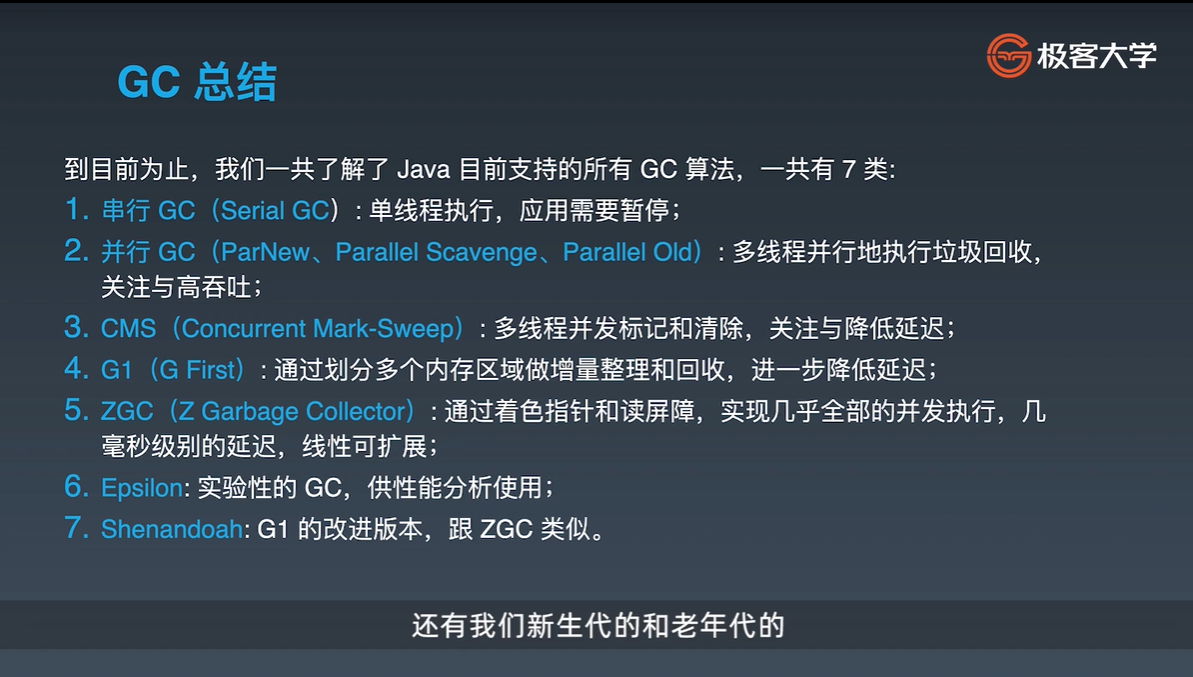 极客大学
GC 总结
到目前为止，我们一共了解了 Java 目前支持的所有 GC 算法，一共有 7 类:
1. 串行 GC（Serial GC）: 单线程执行，应用需要暂停；
2. 并行 GC（ParNew、Parallel Scavenge、Parallel Old）: 多线程并行地执行垃圾回收，
关注与高吞吐；
3. CMS（Concurrent Mark-Sweep）: 多线程并发标记和清除，关注与降低延迟；
4. G1（G First）: 通过划分多个内存区域做增量整理和回收，进一步降低延迟；
5. ZGC（Z Garbage Collector）: 通过着色指针和读屏障，实现几乎全部的并发执行，几
毫秒级别的延迟，线性可扩展；
6. Epsilon: 实验性的 GC，供性能分析使用；
7. Shenandoah: G1 的改进版本，跟 ZGC 类似。
还有我们新生代的和老年代的